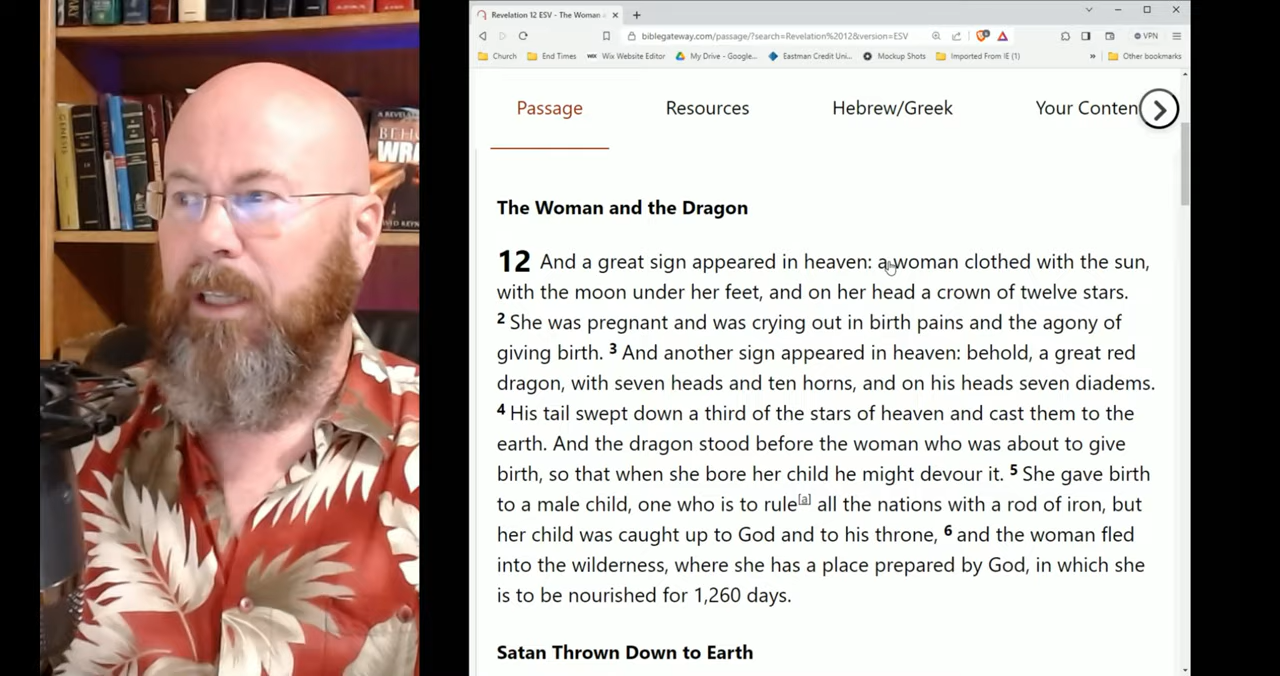 Revelation 12 ESV - The Woman a
biblegateway.com/passage/?search=Revelation%2012&version=ESV
VPN
Church End Times Wix Website Editor My Drive - Google... Eastman Credit Uni... Mockup Shots Imported From IE (1) » Other bookmarks
Passage Resources Hebrew/Greek Your Conten
The Woman and the Dragon
12 And a great sign appeared in heaven: a woman clothed with the sun,
with the moon under her feet, and on her head a crown of twelve stars.
2 She was pregnant and was crying out in birth pains and the agony of
giving birth. 3 And another sign appeared in heaven: behold, a great red
dragon, with seven heads and ten horns, and on his heads seven diadems.
4 His tail swept down a third of the stars of heaven and cast them to the
earth. And the dragon stood before the woman who was about to give
birth, so that when she bore her child he might devour it. 5 She gave birth
to a male child, one who is to rule[a] all the nations with a rod of iron, but
her child was caught up to God and to his throne, 6 and the woman fled
into the wilderness, where she has a place prepared by God, in which she
is to be nourished for 1,260 days.
Satan Thrown Down to Earth
GENESIS
BEHO
WRA